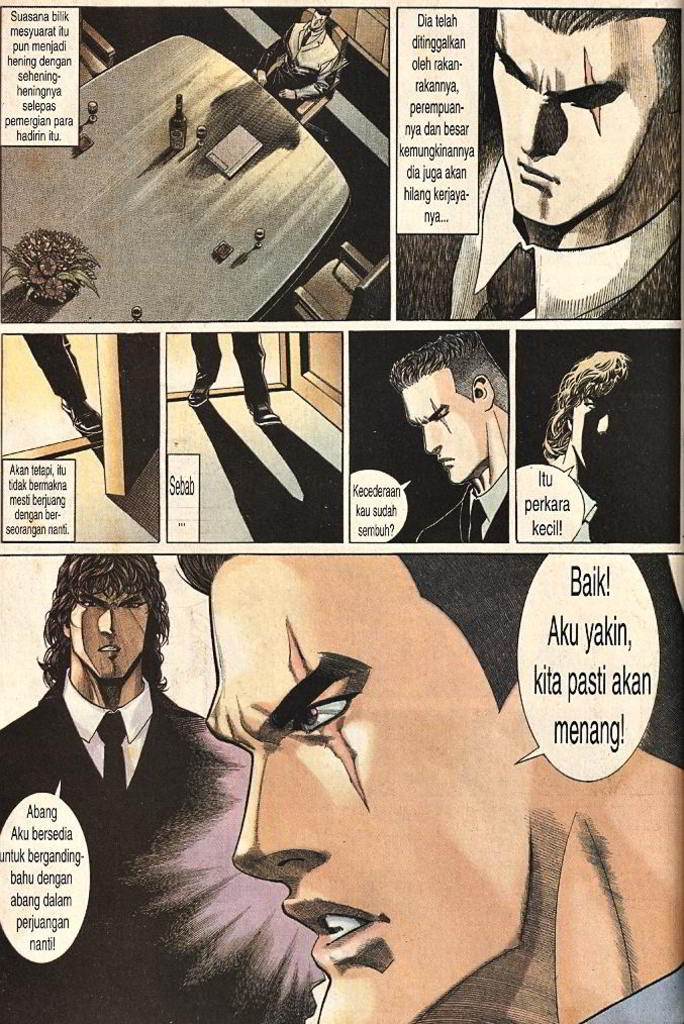 Suasana bilik
mesyuarat itu
pun menjadi
hening dengan
sehening-
heningnya
selepas
pemergian para
hadirin itu.
Dia telah
ditinggalkan
oleh rakan-
rakannya,
perempuan-
nya dan besar
kemungkinannya
dia juga akan
hilang kerjaya-
nya...
Akan tetapi, itu
tidak bermakna
mesti berjuang
dengan ber-
seorangan nanti.
Sebab
...
Kecederaan
kau sudah
sembuh?
Itu
perkara
kecil!
Baik!
Aku yakin,
kita pasti akan
menang!
Abang
Aku bersedia
untuk berganding-
bahu dengan
abang dalam
perjuangan
nanti!